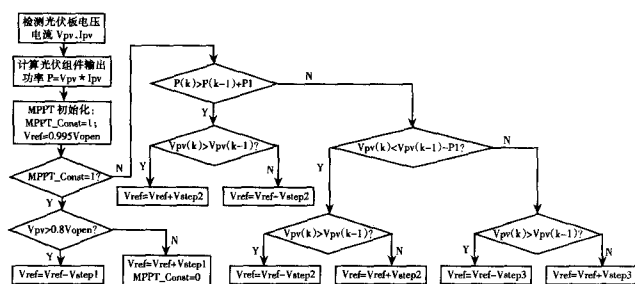 检测光伏板电压
电流 Vpv,Ipv
计算光伏组件输出
功率 P=Vpv * Ipv
MPPT 初始化:
MPPT_Const=1;
Vref=0.995Vopen
MPPT_Const=1?
N
Y
Vpv>0.8Vopen?
Y
N
Vref=Vref-Vstep1
Vref=Vref+Vstep1
MPPT_Const=0
P(k)>P(k-1)+P1
Y
N
Vpv(k)>Vpv(k-1)?
Y
N
Vref=Vref+Vstep2
Vref=Vref-Vstep2
Vpv(k)<Vpv(k-1)-P1?
Y
N
Vpv(k)>Vpv(k-1)?
Y
N
Vref=Vref-Vstep2
Vref=Vref+Vstep2
Vpv(k)>Vpv(k-1)?
Y
N
Vref=Vref-Vstep3
Vref=Vref+Vstep3